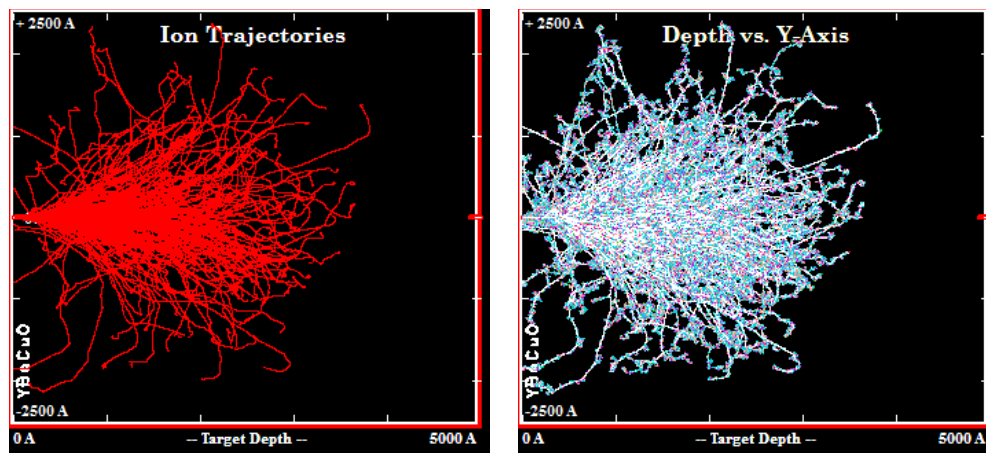 + 2500 A
Ion Trajectories
YBaCuO
-2500 A
0 A
-- Target Depth --
5000 A
+ 2500 A
Depth vs. Y-Axis
YBaCuO
-2500 A
0 A
-- Target Depth --
5000 A